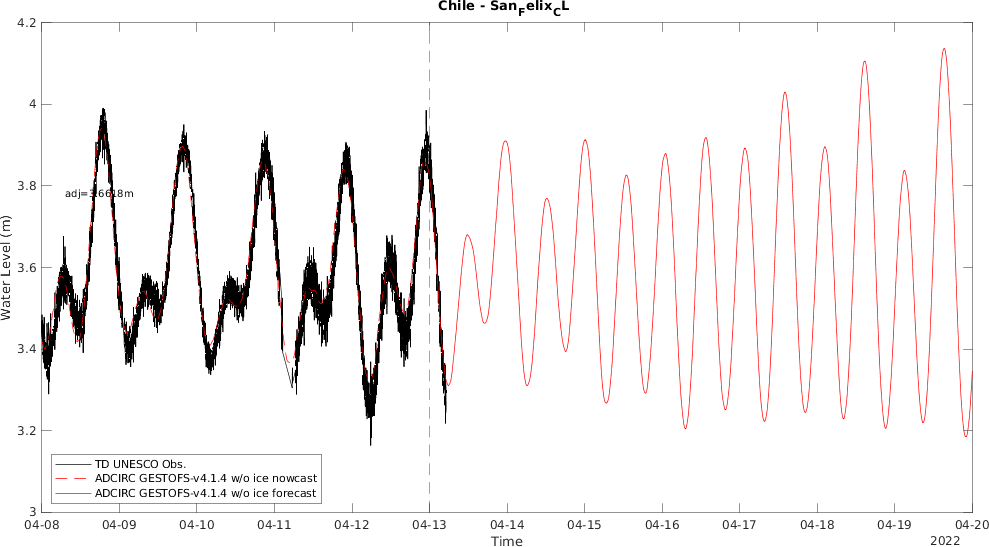 Chile - SanFelixCL
4.2
4
3.8
3.6
3.4
3.2
3
Water Level (m)
adj=3.6618m
TD UNESCO Obs.
ADCIRC GESTOFS-v4.1.4 w/o ice nowcast
ADCIRC GESTOFS-v4.1.4 w/o ice forecast
04-08 04-09 04-10 04-11 04-12 04-13 04-14 04-15 04-16 04-17 04-18 04-19 04-20
Time
2022